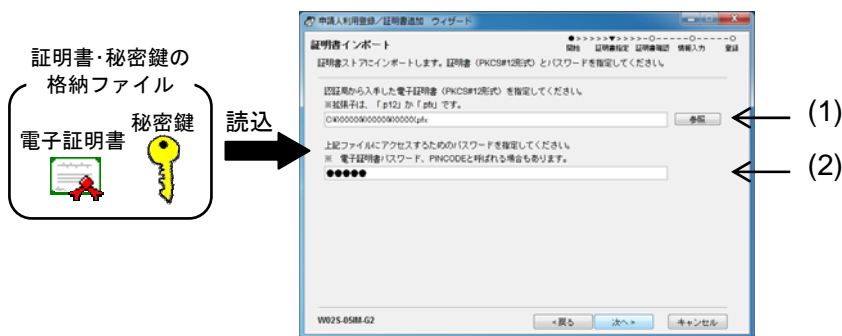 証明書･秘密鍵の
格納ファイル
電子証明書
秘密鍵
読込
申請人利用登録／証明書追加 ウィザード
証明書インポート
●>>>>>▼>>>>-O-----O-----O
開始 証明書指定 証明書確認 情報入力 登録
証明書ストアにインポートします。証明書（PKCS#12形式）とパスワードを指定してください。
認証局から入手した電子証明書（PKCS#12形式）を指定してください。
※拡張子は、「.p12」か「.pfx」です。
参照
(1)
上記ファイルにアクセスするためのパスワードを指定してください。
※ 電子証明書パスワード、PINCODEと呼ばれる場合もあります。
●●●●●
(2)
W02S-05IM-G2
<戻る
次へ>
キャンセル